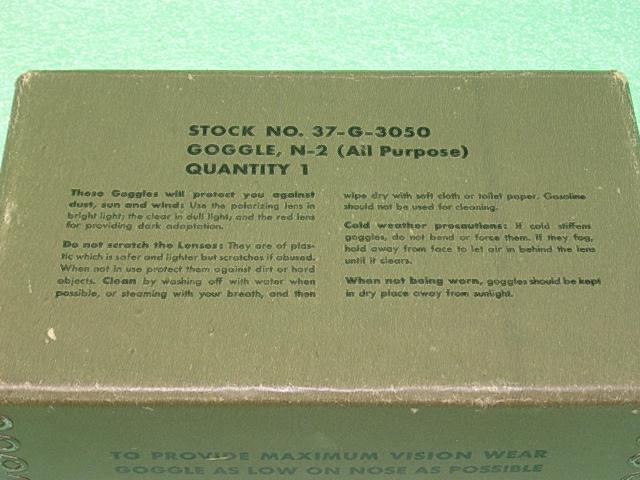 STOCK NO. 37-G-3050
GOGGLE, N-2 (All Purpose)
QUANTITY 1
These Goggles will protect you against
dust, sun and wind: Use the polarizing lens in
bright light; the clear in dull light; and the red lens
for providing dark adaptation.
Do not scratch the Lenses: They are of plas-
tic which is safer and lighter but scratches if abused.
When not in use protect them against dirt or hard
objects. Clean by washing off with water when
possible, or steaming with your breath, and then
wipe dry with soft cloth or toilet paper. Gasoline
should not be used for cleaning.
Cold weather precautions: If cold stiffens
goggles, do not bend or force them. If they fog,
hold away from face to let air in behind the lens
until it clears.
When not being worn, goggles should be kept
in dry place away from sunlight.
TO PROVIDE MAXIMUM VISION WEAR
GOGGLE AS LOW ON NOSE AS POSSIBLE